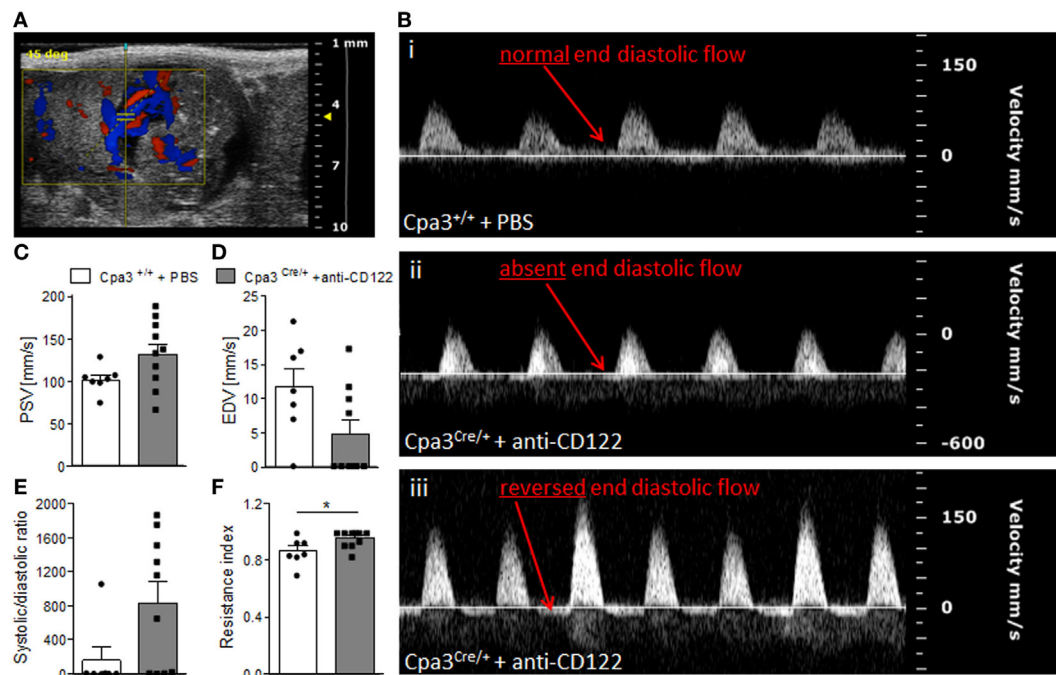 A
15 deg
1 mm
4
7
10
B
i
normal end diastolic flow
150
0
Velocity mm/s
Cpa3+/+ + PBS
ii
absent end diastolic flow
0
-600
Velocity mm/s
Cpa3Cre/+ + anti-CD122
iii
reversed end diastolic flow
150
0
Velocity mm/s
Cpa3Cre/+ + anti-CD122
C
D
Cpa3 +/+ + PBS
Cpa3 Cre/+ +anti-CD122
PSV [mm/s]
200
150
100
50
0
EDV [mm/s]
25
20
15
10
5
0
E
Systolic/diastolic ratio
2000
1600
1200
800
400
0
F
Resistance index
1.2
0.8
0.4
0.0
*